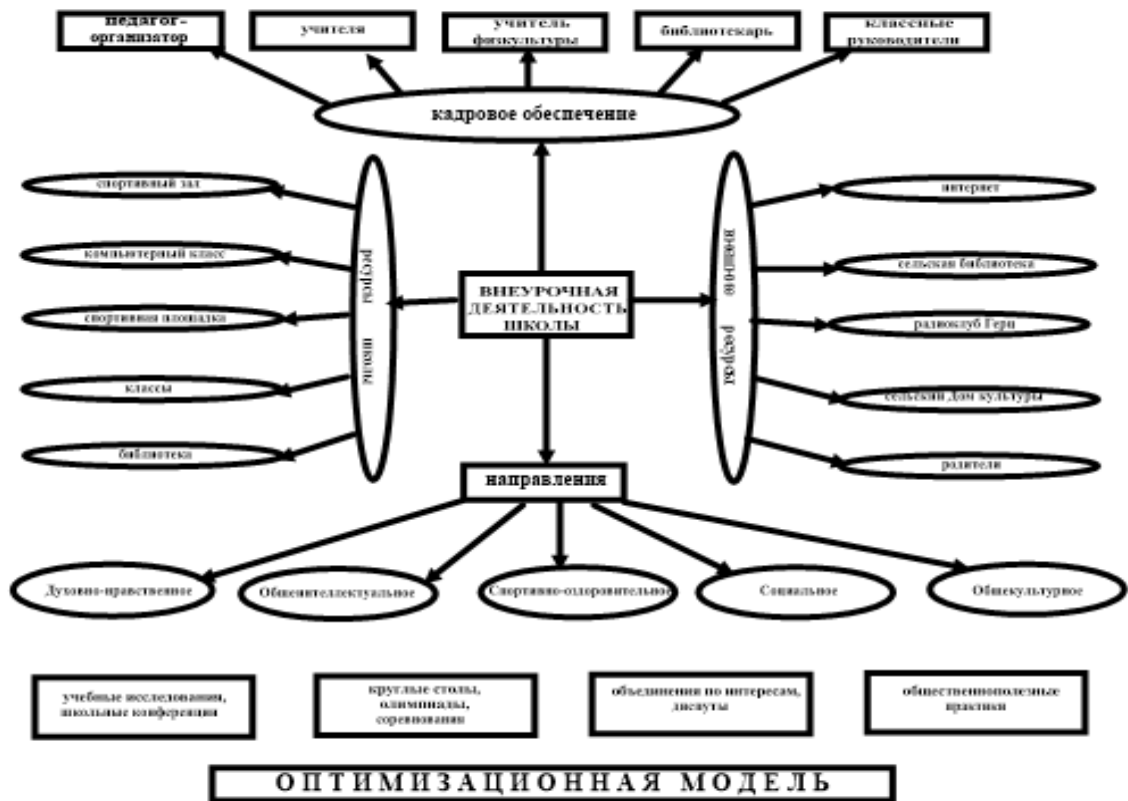 педагог-
организатор
учителя
учитель
физкультуры
библиотекарь
классные
руководители
кадровое обеспечение
спортивный зал
компьютерный класс
спортивная площадка
классы
библиотека
ресурсы школы
ВНЕУРОЧНАЯ
ДЕЯТЕЛЬНОСТЬ
ШКОЛЫ
внешние ресурсы
интернет
сельская библиотека
радиоклуб Герц
сельский Дом культуры
родители
направления
Духовно-нравственное
Общеинтеллектуальное
Спортивно-оздоровительное
Социальное
Общекультурное
учебные исследования,
школьные конференции
круглые столы,
олимпиады,
соревнования
объединения по интересам,
диспуты
общественнополезные
практики
ОПТИМИЗАЦИОННАЯ МОДЕЛЬ